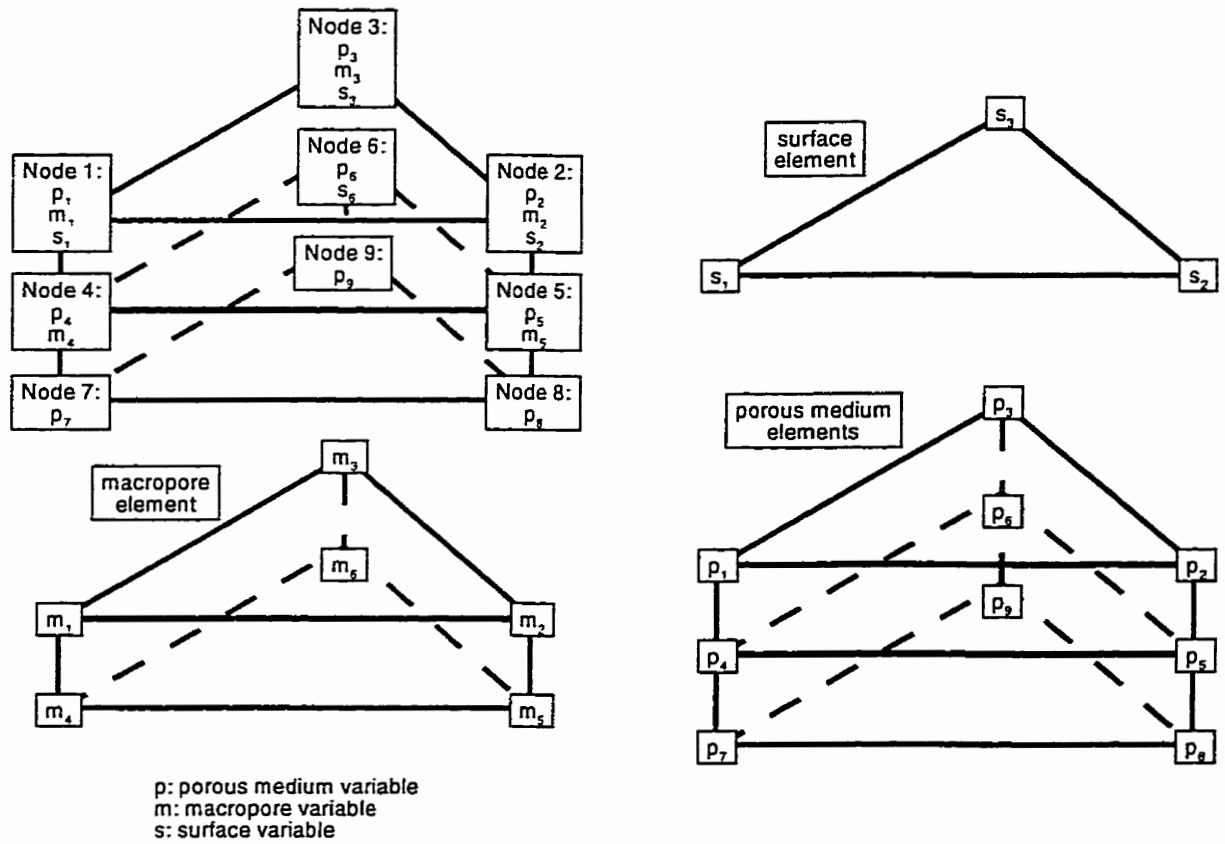 Node 3:
p₃
m₃
s₃
Node 6:
p₆
s₆
Node 1:
p₁
m₁
s₁
Node 2:
p₂
m₂
s₂
Node 9:
p₉
Node 4:
p₄
m₄
Node 5:
p₅
m₅
Node 7:
p₇
Node 8:
p₈
surface
element
s₃
s₁
s₂
macropore
element
m₃
m₆
m₁
m₂
m₄
m₅
porous medium
elements
p₃
p₆
p₁
p₂
p₉
p₄
p₅
p₇
p₈
p: porous medium variable
m: macropore variable
s: surface variable